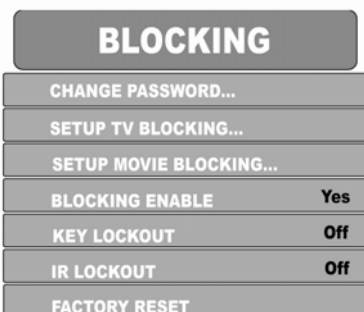 BLOCKING
CHANGE PASSWORD...
SETUP TV BLOCKING...
SETUP MOVIE BLOCKING...
BLOCKING ENABLE Yes
KEY LOCKOUT Off
IR LOCKOUT Off
FACTORY RESET